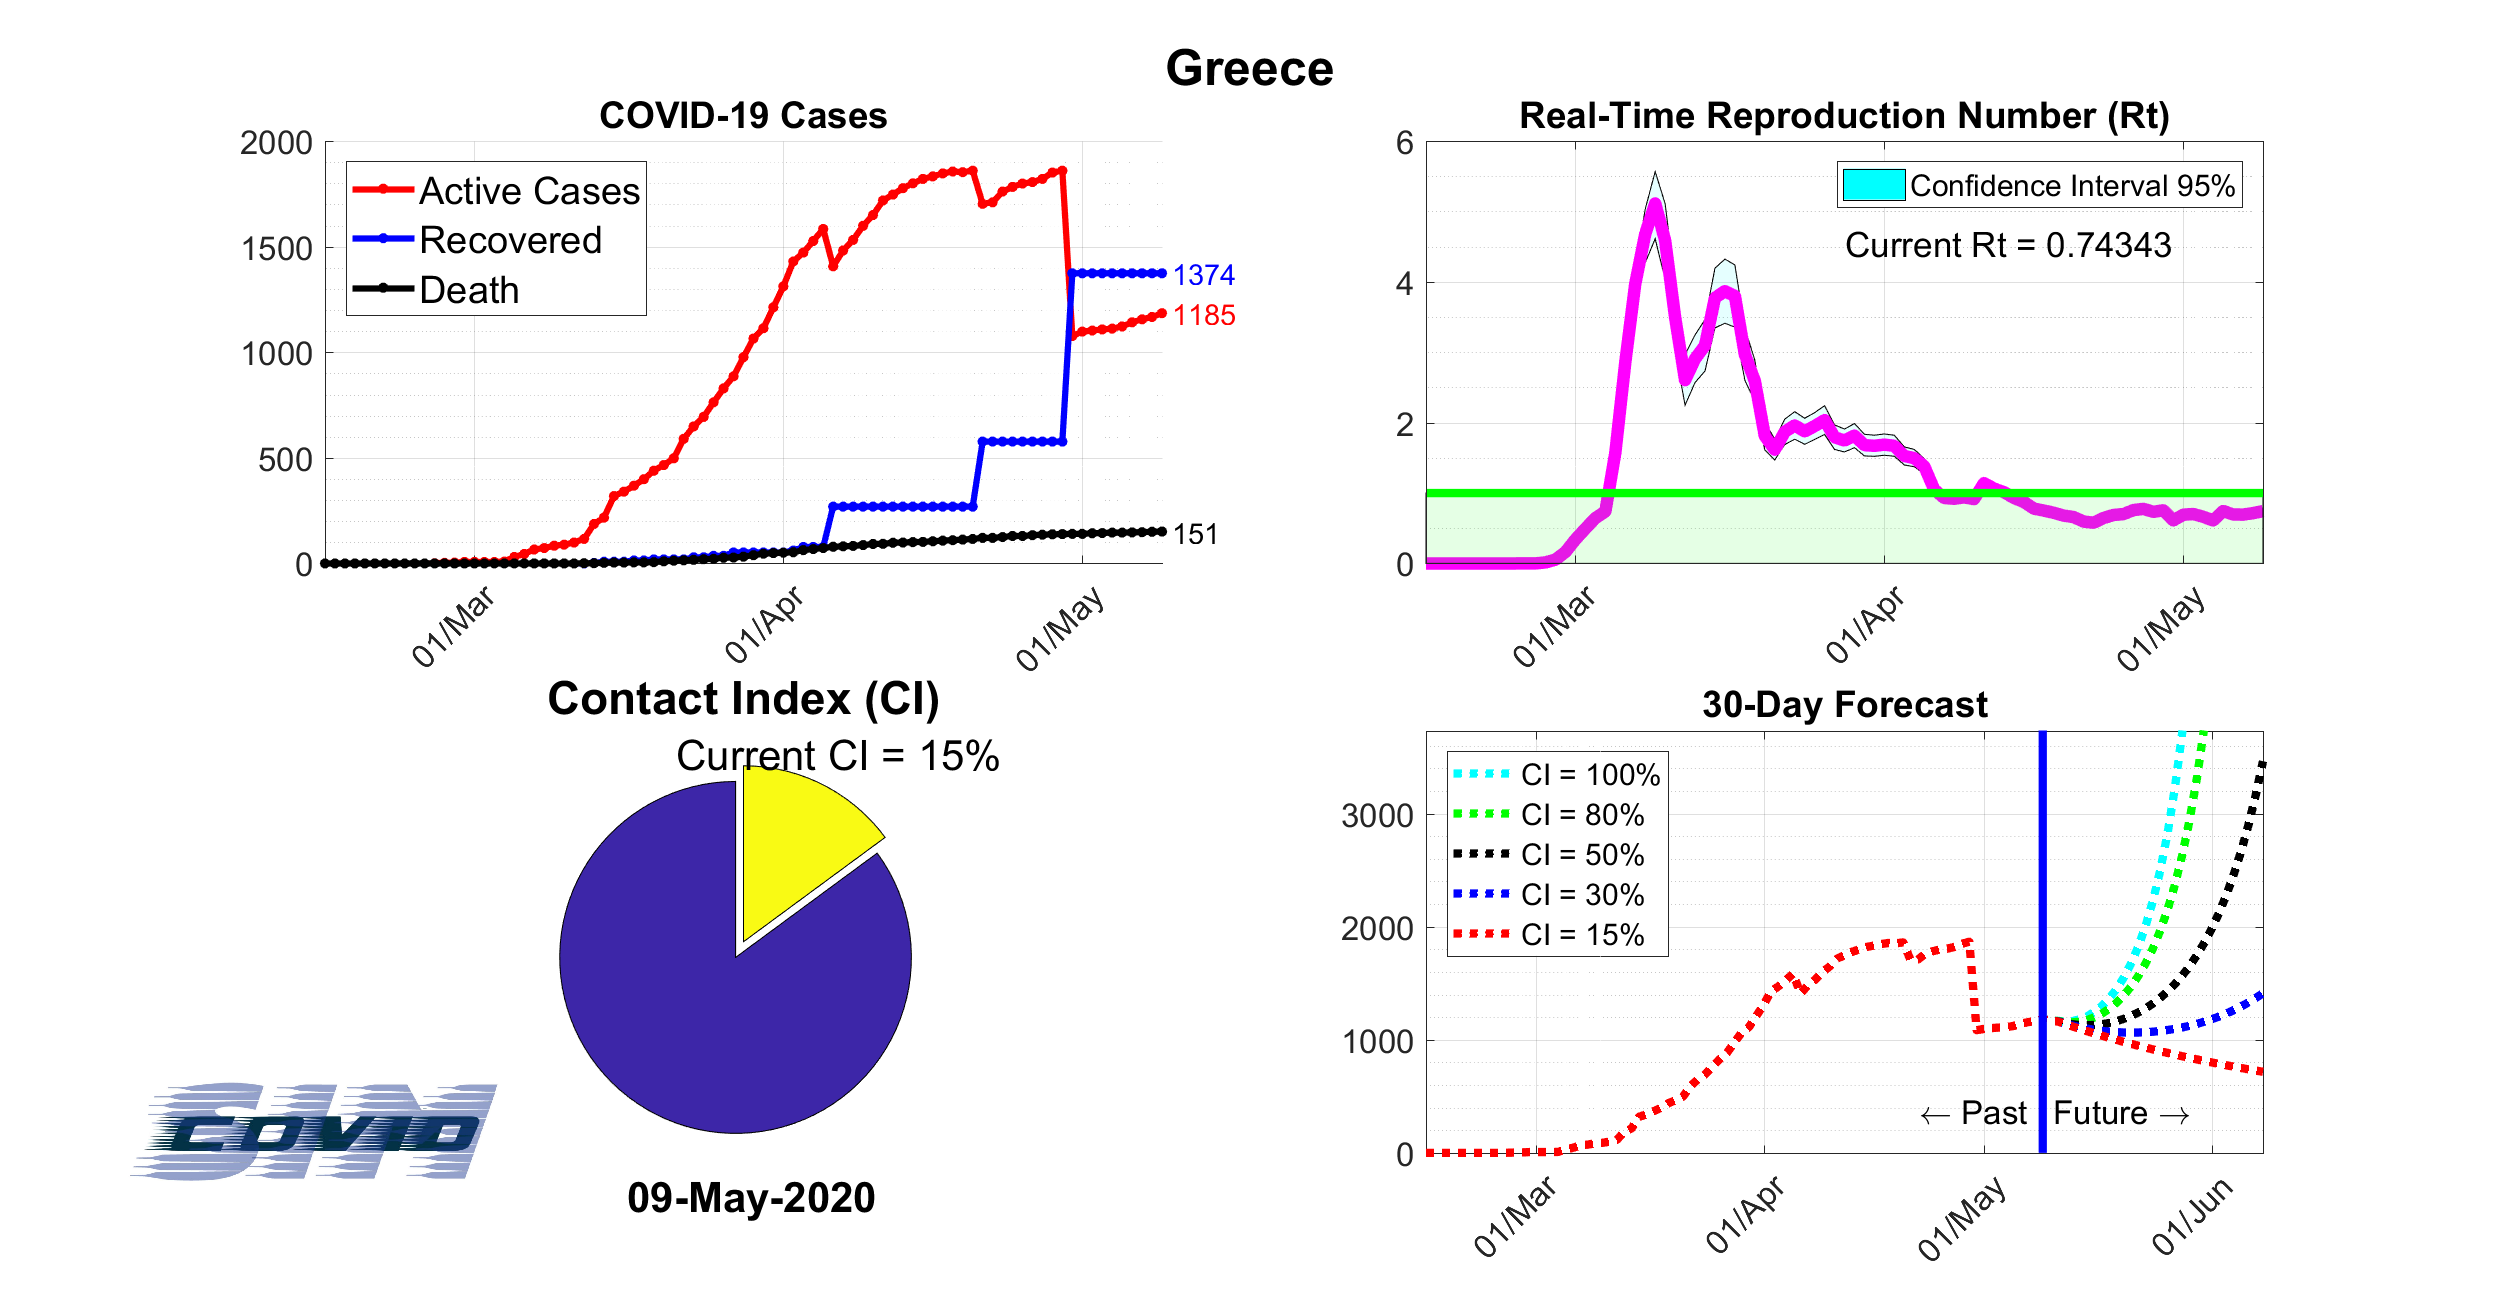 Greece
COVID-19 Cases
2000
1500
1000
500
0
Active Cases
Recovered
Death
1374
1185
151
01/Mar
01/Apr
01/May
Real-Time Reproduction Number (Rt)
6
4
2
0
Confidence Interval 95%
Current Rt = 0.74343
01/Mar
01/Apr
01/May
Contact Index (CI)
Current CI = 15%
SHN
COVID
09-May-2020
30-Day Forecast
3000
2000
1000
0
CI = 100%
CI = 80%
CI = 50%
CI = 30%
CI = 15%
← Past
Future →
01/Mar
01/Apr
01/May
01/Jun